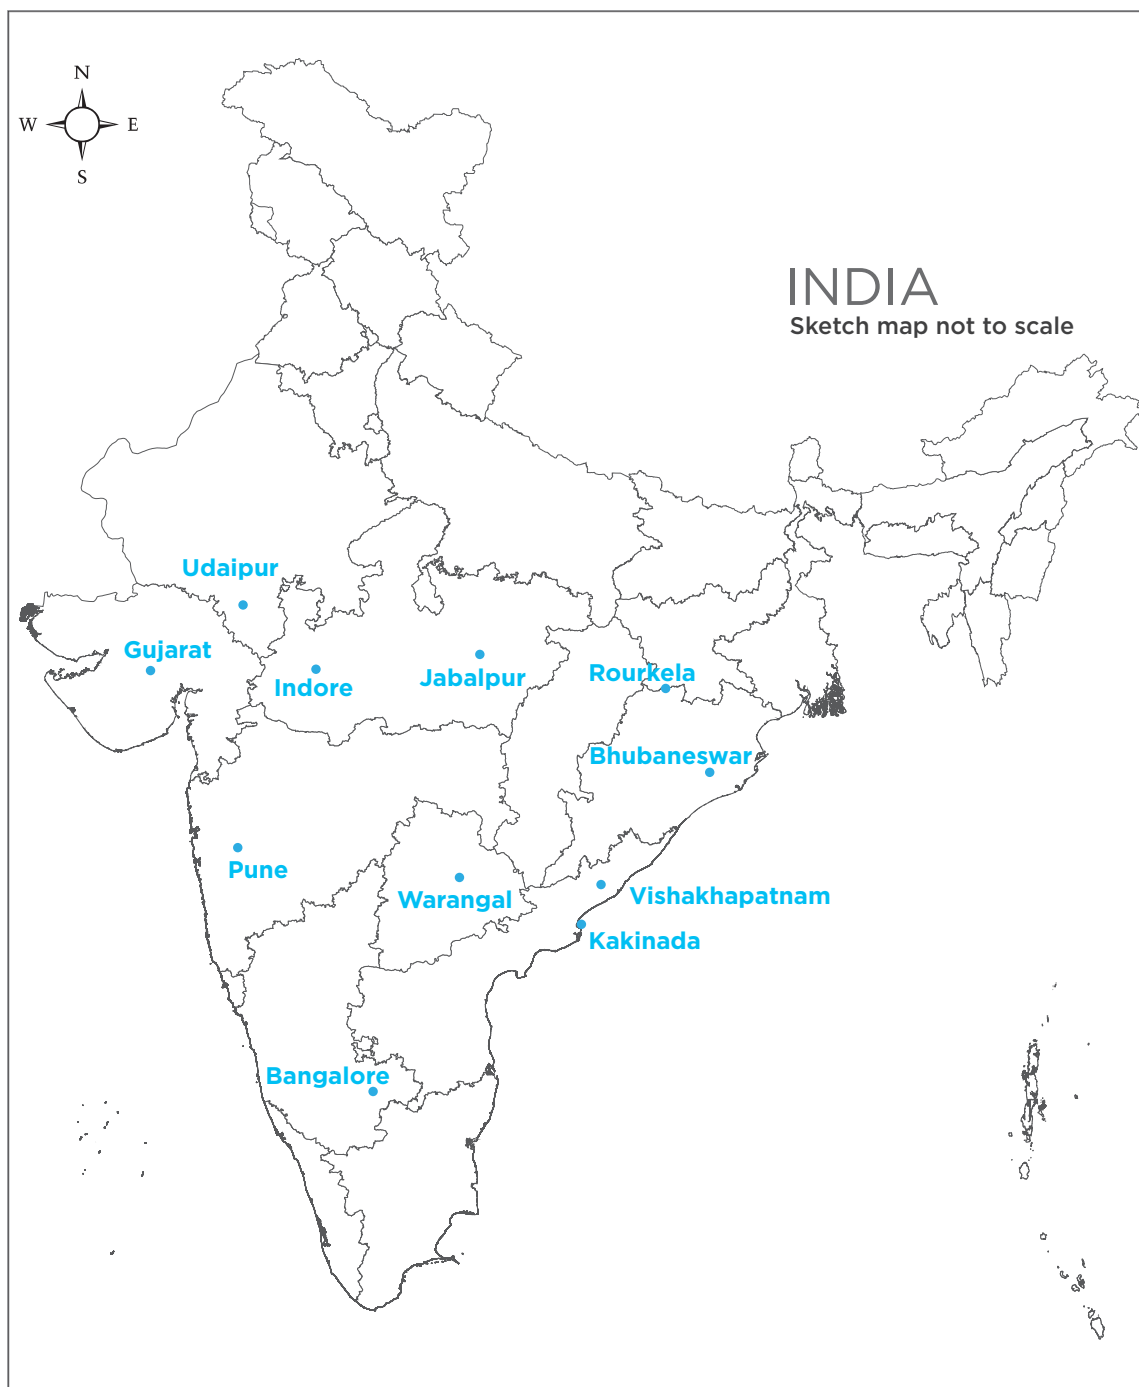 N
W E
S
INDIA
Sketch map not to scale
Udaipur
Gujarat
Indore
Jabalpur
Rourkela
Bhubaneswar
Pune
Warangal
Vishakhapatnam
Kakinada
Bangalore